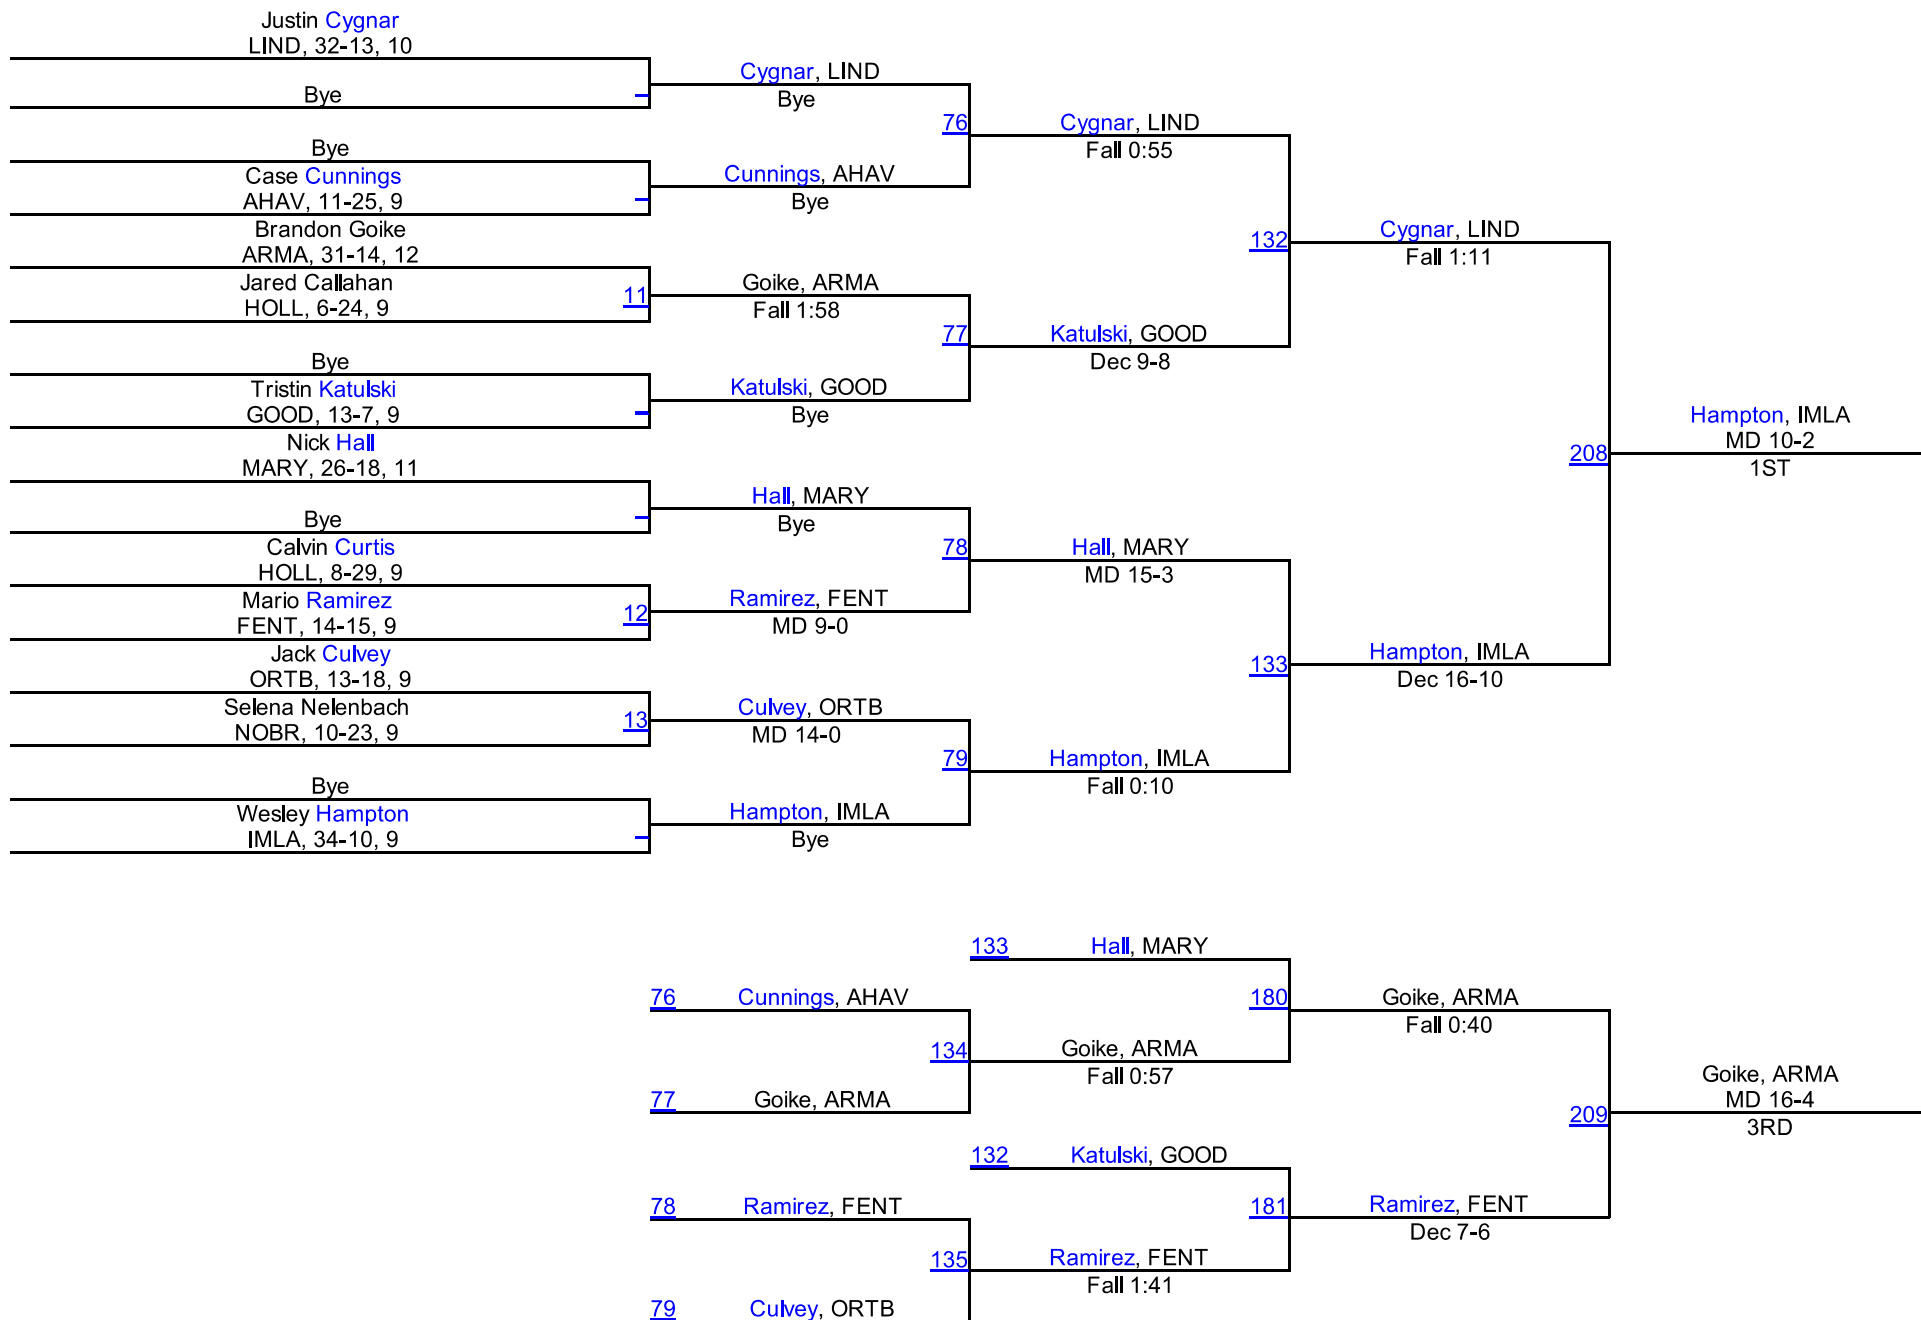 Justin Cygnar
LIND, 32-13, 10
Bye
Bye
Case Cunnings
AHAV, 11-25, 9
Brandon Goike
ARMA, 31-14, 12
Jared Callahan
HOLL, 6-24, 9
Bye
Tristin Katulski
GOOD, 13-7, 9
Nick Hall
MARY, 26-18, 11
Bye
Calvin Curtis
HOLL, 8-29, 9
Mario Ramirez
FENT, 14-15, 9
Jack Culvey
ORTB, 13-18, 9
Selena Nelenbach
NOBR, 10-23, 9
Bye
Wesley Hampton
IMLA, 34-10, 9
Cygnar, LIND
Bye
Cunnings, AHAV
Bye
11
Goike, ARMA
Fall 1:58
Katulski, GOOD
Bye
Hall, MARY
Bye
12
Ramirez, FENT
MD 9-0
13
Culvey, ORTB
MD 14-0
Hampton, IMLA
Bye
76
Cygnar, LIND
Fall 0:55
77
Katulski, GOOD
Dec 9-8
78
Hall, MARY
MD 15-3
79
Hampton, IMLA
Fall 0:10
132
Cygnar, LIND
Fall 1:11
133
Hampton, IMLA
Dec 16-10
208
Hampton, IMLA
MD 10-2
1ST
76
Cunnings, AHAV
77
Goike, ARMA
78
Ramirez, FENT
79
Culvey, ORTB
133
Hall, MARY
134
Goike, ARMA
Fall 0:57
132
Katulski, GOOD
135
Ramirez, FENT
Fall 1:41
180
Goike, ARMA
Fall 0:40
181
Ramirez, FENT
Dec 7-6
209
Goike, ARMA
MD 16-4
3RD